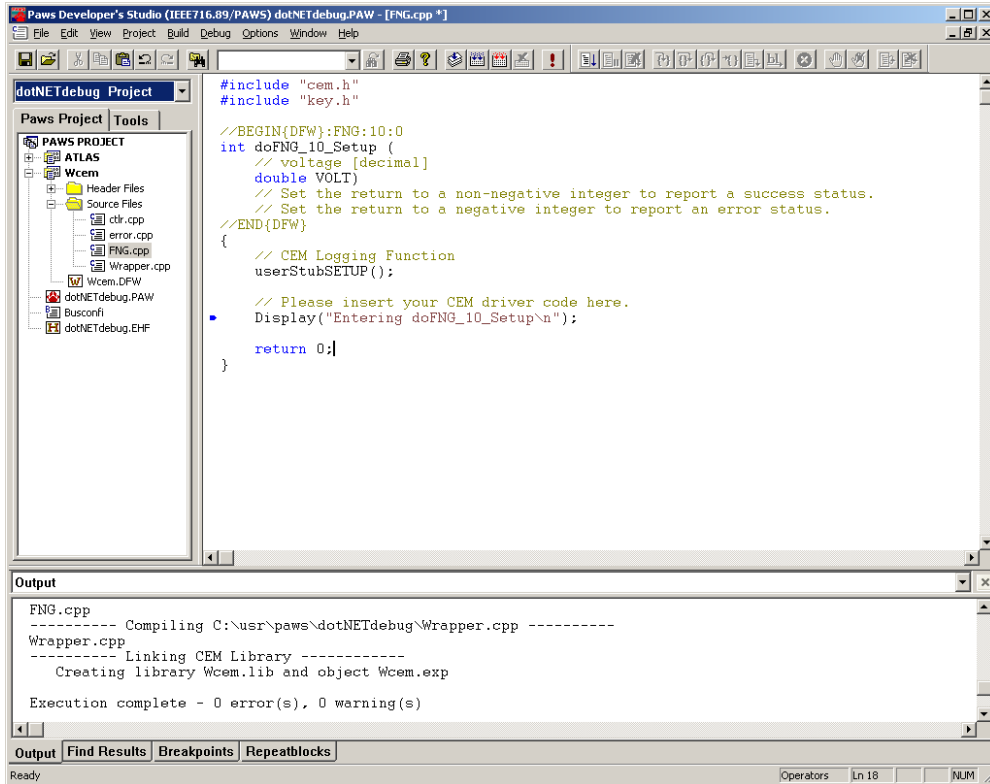 Paws Developer's Studio (IEEE716.89/PAWS) dotNETdebug.PAW - [FNG.cpp *]
File Edit View Project Build Debug Options Window Help
dotNETdebug Project
Paws Project Tools
PAWS PROJECT
ATLAS
Wcem
Header Files
Source Files
ctlr.cpp
error.cpp
FNG.cpp
Wrapper.cpp
Wcem.DFW
dotNETdebug.PAW
Busconfi
dotNETdebug.EHF
#include "cem.h"
#include "key.h"
//BEGIN{DFW}:FNG:10:0
int doFNG_10_Setup (
// voltage [decimal]
double VOLT)
// Set the return to a non-negative integer to report a success status.
// Set the return to a negative integer to report an error status.
//END{DFW}
{
// CEM Logging Function
userStubSETUP();
// Please insert your CEM driver code here.
Display("Entering doFNG_10_Setup\n");
return 0;
}
Output
FNG.cpp
---------- Compiling C:\usr\paws\dotNETdebug\Wrapper.cpp ----------
Wrapper.cpp
---------- Linking CEM Library ------------
Creating library Wcem.lib and object Wcem.exp
Execution complete - 0 error(s), 0 warning(s)
Output Find Results Breakpoints Repeatblocks
Ready Operators Ln 18 NUM